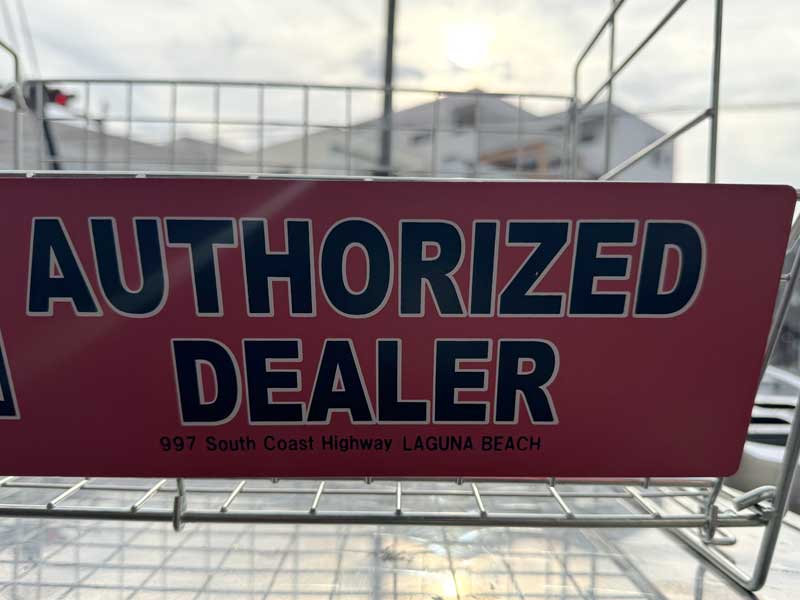 AUTHORIZED
DEALER
997 South Coast Highway LAGUNA BEACH